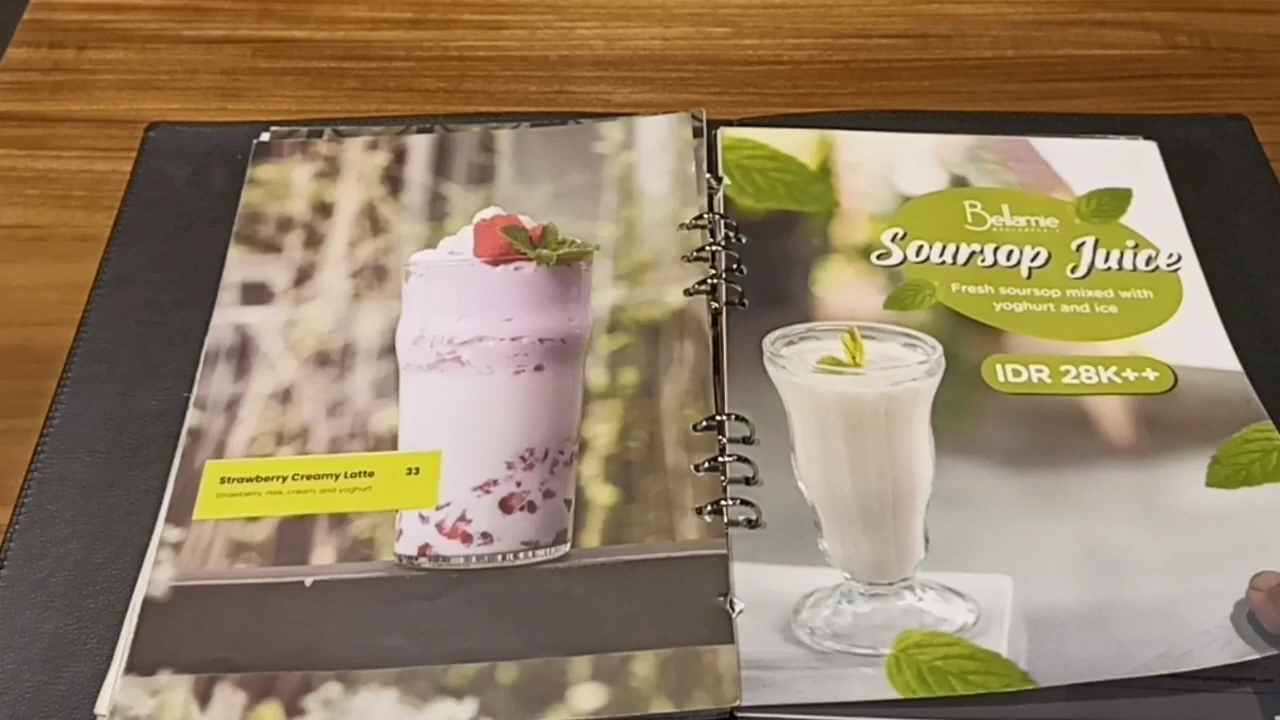 Strawberry Creamy Latte 33
Strawberry, milk, cream, and yoghurt
Bellamie
BOULANGERIE
Soursop Juice
Fresh soursop mixed with
yoghurt and ice
IDR 28K++